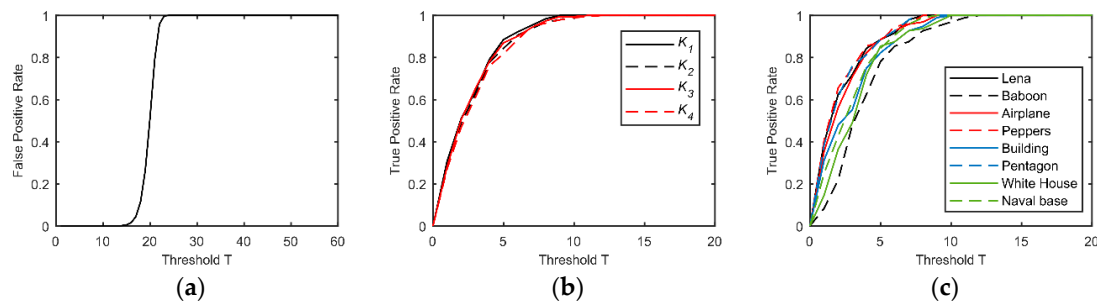 1
0.8
0.6
0.4
0.2
0
False Positive Rate
0 10 20 30 40 50 60
Threshold T
(a)
1
0.8
0.6
0.4
0.2
0
True Positive Rate
K1
K2
K3
K4
0 5 10 15 20
Threshold T
(b)
1
0.8
0.6
0.4
0.2
0
True Positive Rate
Lena
Baboon
Airplane
Peppers
Building
Pentagon
White House
Naval base
0 5 10 15 20
Threshold T
(c)